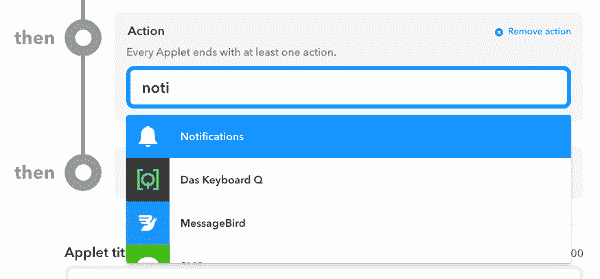 then
Action
Remove action
Every Applet ends with at least one action.
noti
Notifications
Das Keyboard Q
then
MessageBird
Applet tit
00